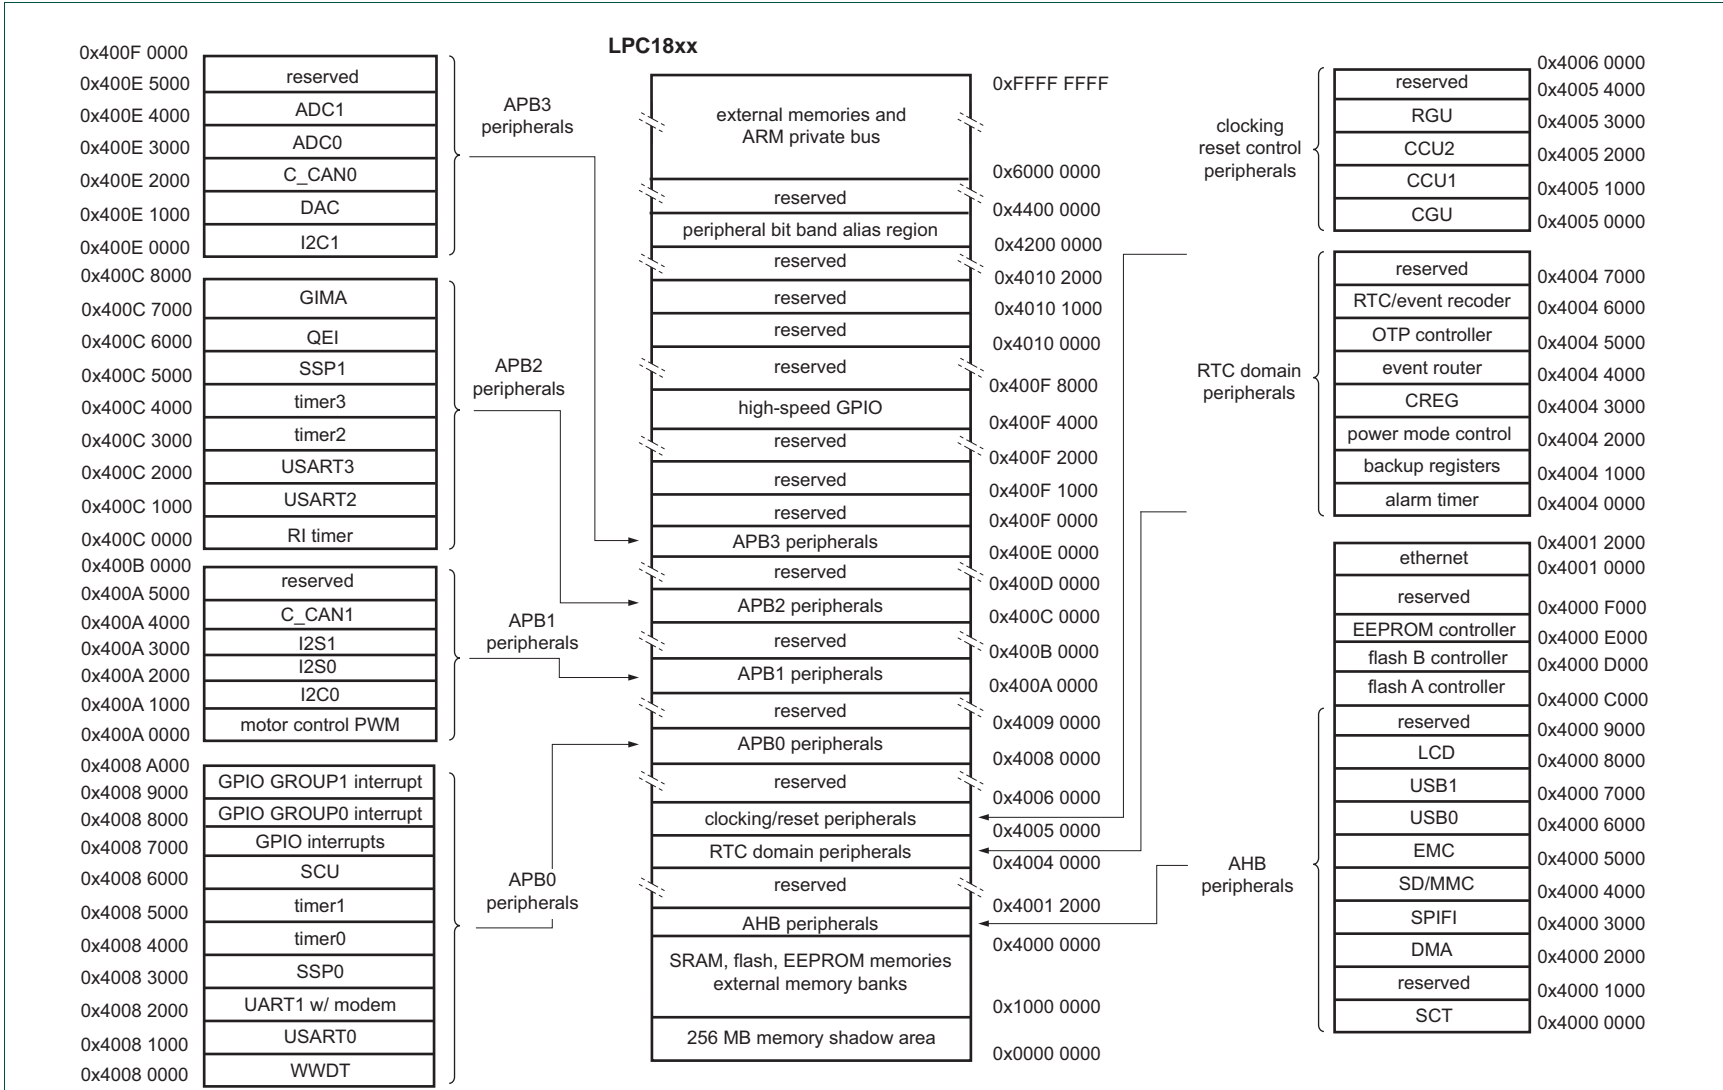 LPC18xx
0x400F 0000
reserved
0x400E 5000
ADC1
0x400E 4000
ADC0
0x400E 3000
C_CAN0
0x400E 2000
DAC
0x400E 1000
I2C1
0x400E 0000
APB3
peripherals
0x400C 8000
GIMA
0x400C 7000
QEI
0x400C 6000
SSP1
0x400C 5000
timer3
0x400C 4000
timer2
0x400C 3000
USART3
0x400C 2000
USART2
0x400C 1000
RI timer
0x400C 0000
APB2
peripherals
0x400B 0000
reserved
0x400A 5000
C_CAN1
0x400A 4000
I2S1
0x400A 3000
I2S0
0x400A 2000
I2C0
0x400A 1000
motor control PWM
0x400A 0000
APB1
peripherals
0x4008 A000
GPIO GROUP1 interrupt
0x4008 9000
GPIO GROUP0 interrupt
0x4008 8000
GPIO interrupts
0x4008 7000
SCU
0x4008 6000
timer1
0x4008 5000
timer0
0x4008 4000
SSP0
0x4008 3000
UART1 w/ modem
0x4008 2000
USART0
0x4008 1000
WWDT
0x4008 0000
APB0
peripherals
0xFFFF FFFF
external memories and
ARM private bus
0x6000 0000
reserved
0x4400 0000
peripheral bit band alias region
0x4200 0000
reserved
0x4010 2000
reserved
0x4010 1000
reserved
0x4010 0000
reserved
0x400F 8000
high-speed GPIO
0x400F 4000
reserved
0x400F 2000
reserved
0x400F 1000
reserved
0x400F 0000
APB3 peripherals
0x400E 0000
reserved
0x400D 0000
APB2 peripherals
0x400C 0000
reserved
0x400B 0000
APB1 peripherals
0x400A 0000
reserved
0x4009 0000
APB0 peripherals
0x4008 0000
reserved
0x4006 0000
clocking/reset peripherals
0x4005 0000
RTC domain peripherals
0x4004 0000
reserved
0x4001 2000
AHB peripherals
0x4000 0000
SRAM, flash, EEPROM memories
external memory banks
0x1000 0000
256 MB memory shadow area
0x0000 0000
clocking
reset control
peripherals
0x4006 0000
reserved
0x4005 4000
RGU
0x4005 3000
CCU2
0x4005 2000
CCU1
0x4005 1000
CGU
0x4005 0000
RTC domain
peripherals
reserved
0x4004 7000
RTC/event recoder
0x4004 6000
OTP controller
0x4004 5000
event router
0x4004 4000
CREG
0x4004 3000
power mode control
0x4004 2000
backup registers
0x4004 1000
alarm timer
0x4004 0000
0x4001 2000
ethernet
0x4001 0000
reserved
0x4000 F000
EEPROM controller
0x4000 E000
flash B controller
0x4000 D000
flash A controller
0x4000 C000
reserved
0x4000 9000
LCD
0x4000 8000
USB1
0x4000 7000
USB0
0x4000 6000
EMC
0x4000 5000
SD/MMC
0x4000 4000
SPIFI
0x4000 3000
DMA
0x4000 2000
reserved
0x4000 1000
SCT
0x4000 0000
AHB
peripherals